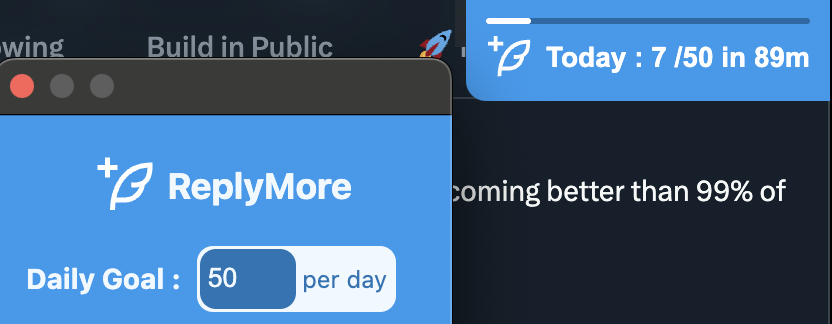 Build in Public
Today : 7 /50 in 89m
ReplyMore
coming better than 99% of
Daily Goal : 50 per day